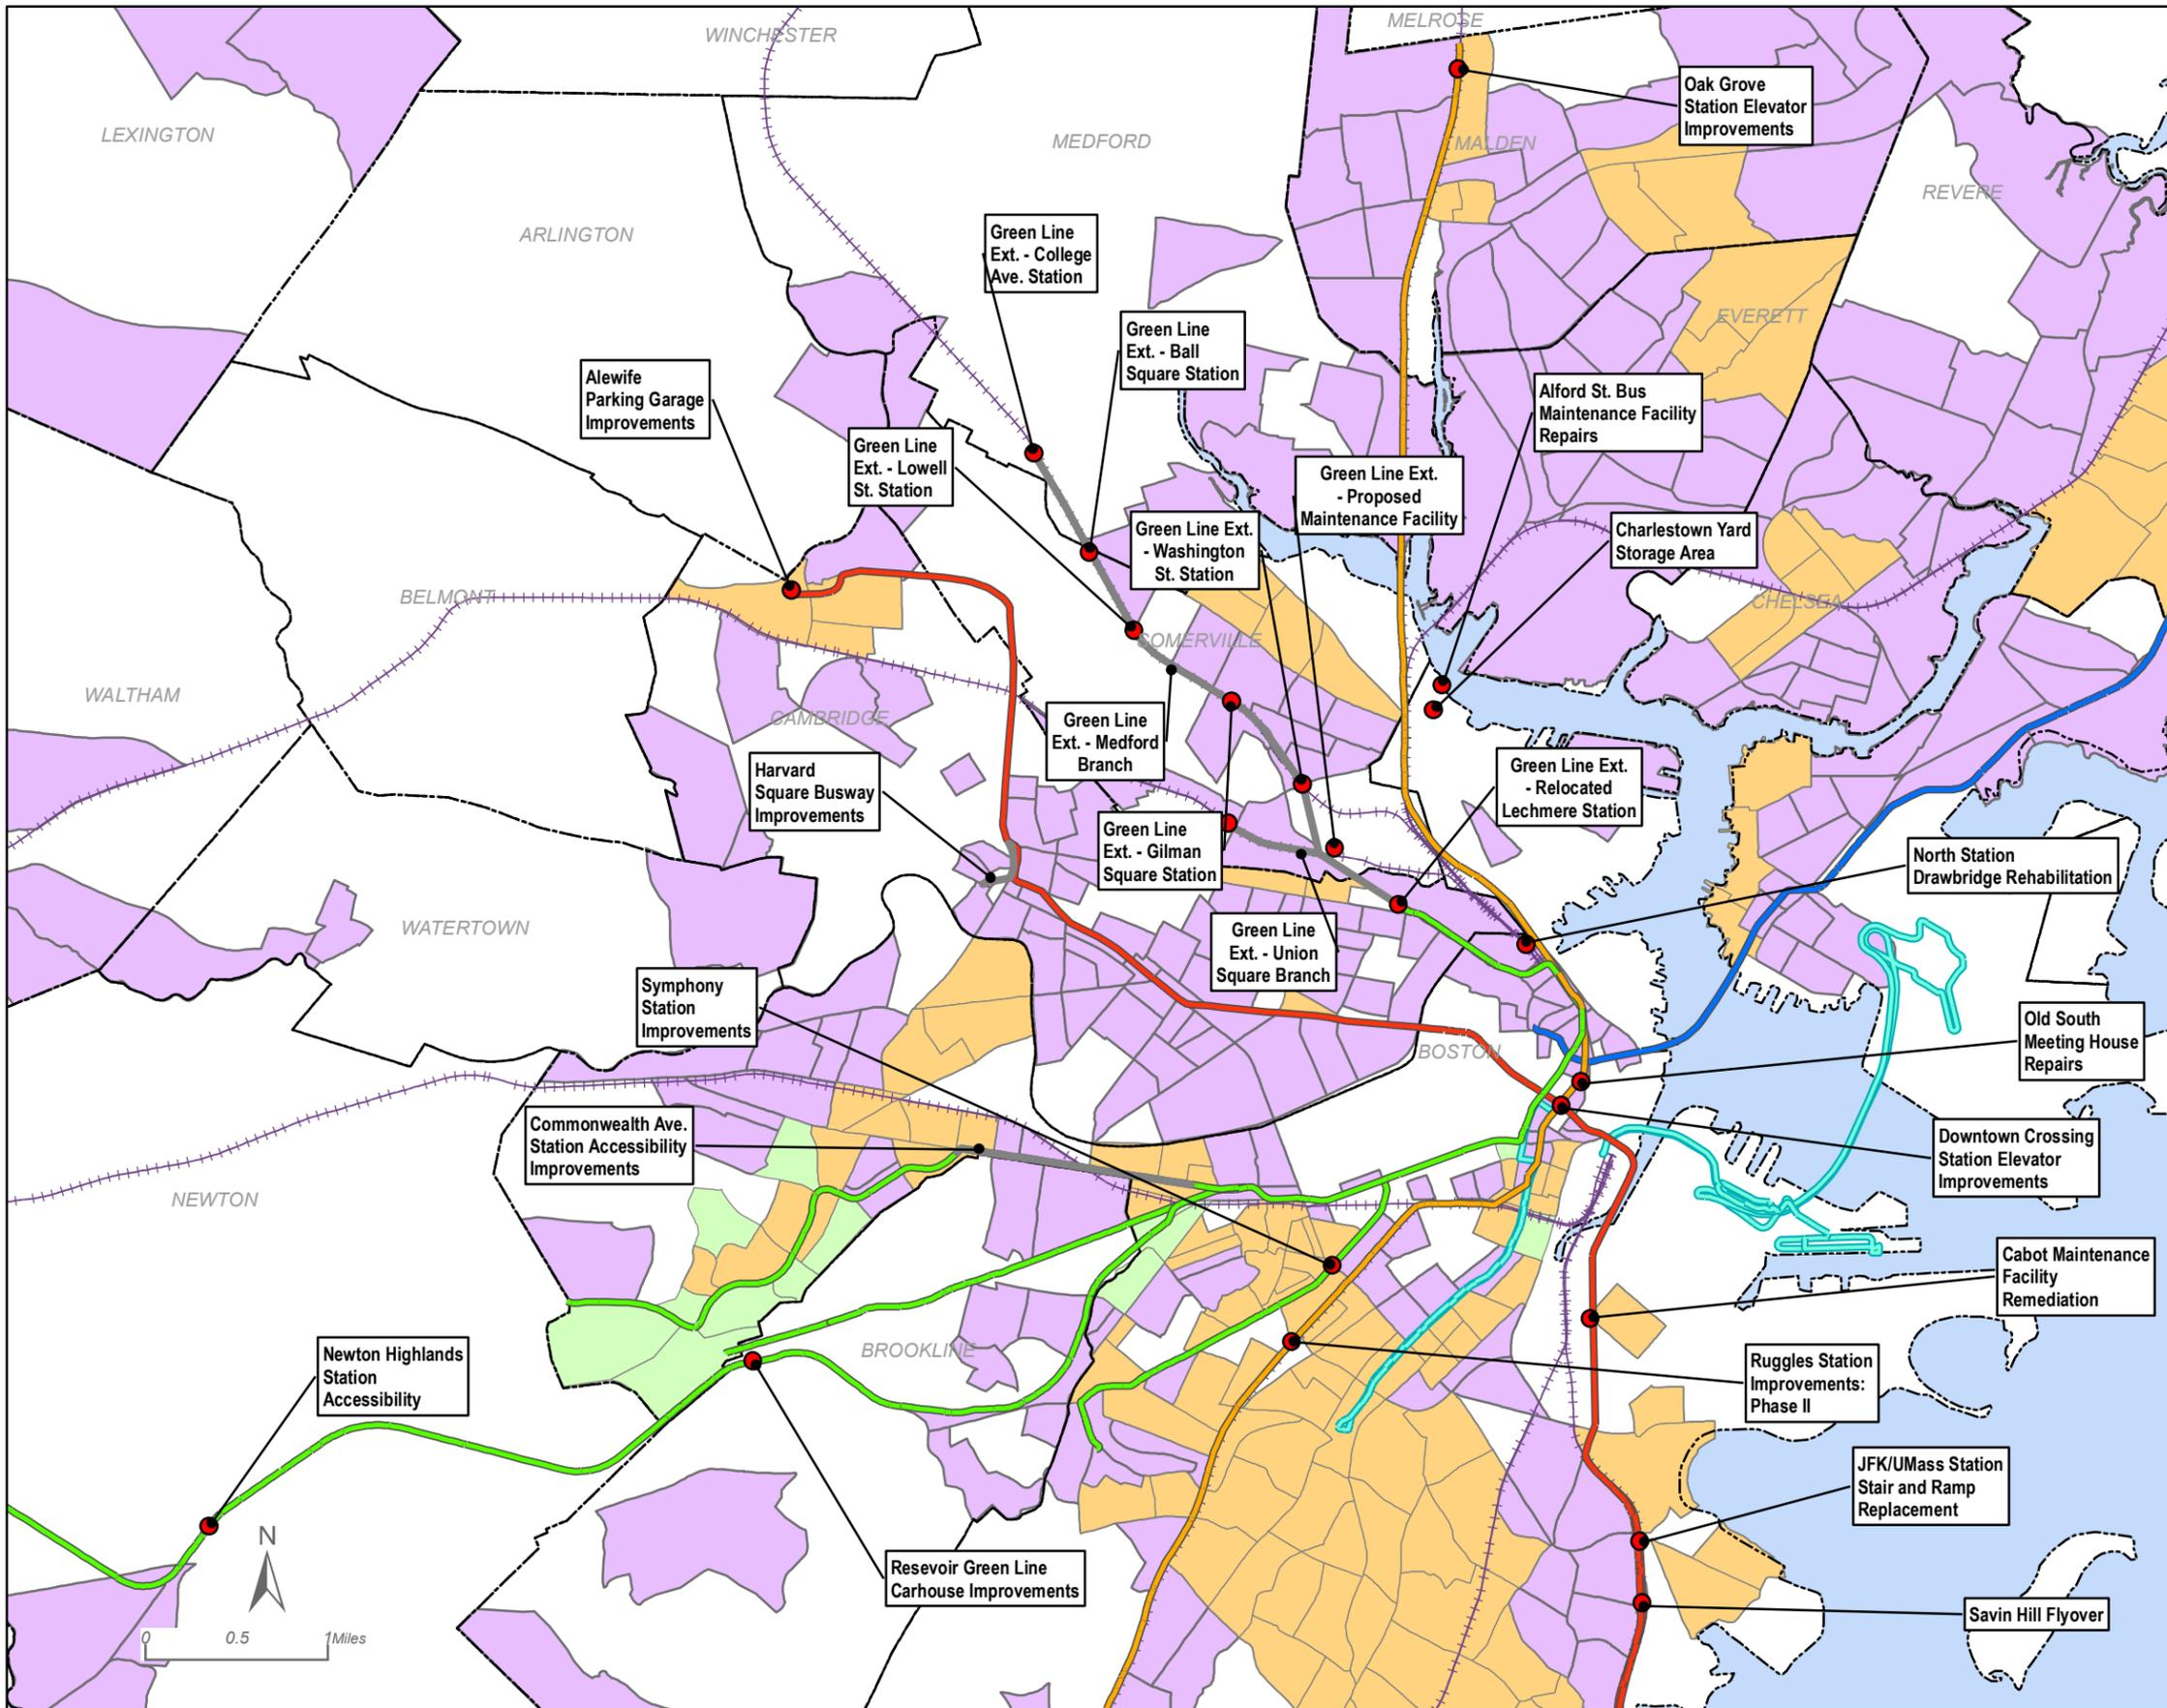 MELROSE
WINCHESTER
Oak Grove
Station Elevator
Improvements
LEXINGTON
MEDFORD
MALDEN
REVERE
ARLINGTON
Green Line
Ext. - College
Ave. Station
EVERETT
Green Line
Ext. - Ball
Square Station
Alewife
Parking Garage
Improvements
Alford St. Bus
Maintenance Facility
Repairs
Green Line
Ext. - Lowell
St. Station
Green Line Ext.
- Proposed
Maintenance Facility
Green Line Ext.
- Washington
St. Station
Charlestown Yard
Storage Area
BELMONT
CHELSEA
SOMERVILLE
WALTHAM
CAMBRIDGE
Green Line
Ext. - Medford
Branch
Harvard
Square Busway
Improvements
Green Line Ext.
- Relocated
Lechmere Station
Green Line
Ext. - Gilman
Square Station
North Station
Drawbridge Rehabilitation
WATERTOWN
Green Line
Ext. - Union
Square Branch
Symphony
Station
Improvements
Old South
Meeting House
Repairs
BOSTON
Commonwealth Ave.
Station Accessibility
Improvements
Downtown Crossing
Station Elevator
Improvements
NEWTON
Cabot Maintenance
Facility
Remediation
BROOKLINE
Newton Highlands
Station
Accessibility
Ruggles Station
Improvements:
Phase II
JFK/UMass Station
Stair and Ramp
Replacement
N
Resevoir Green Line
Carhouse Improvements
Savin Hill Flyover
0 0.5 1Miles